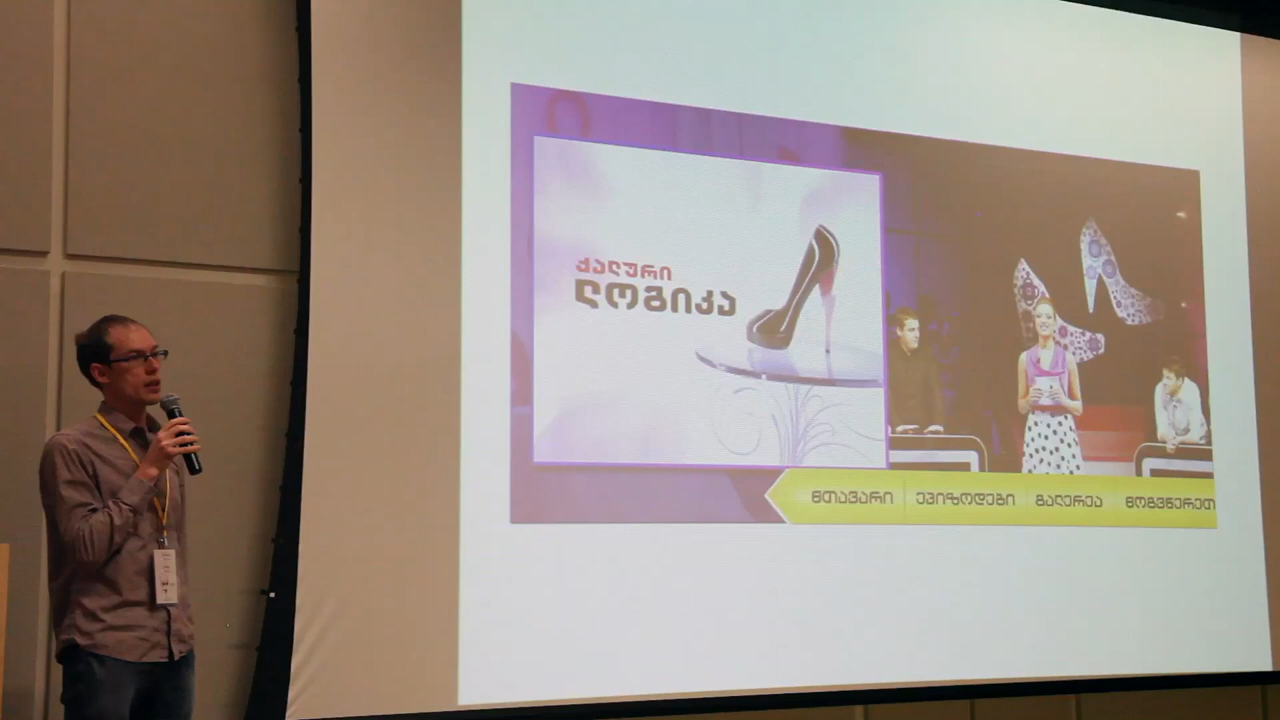 ქალური
ლოგიკა
მთავარი ეპიზოდები გალერეა მოგვწერეთ